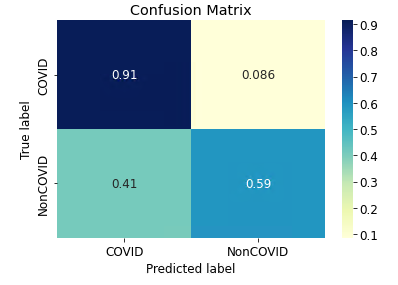 Confusion Matrix
True label
COVID
NonCOVID
0.91
0.086
0.41
0.59
COVID
NonCOVID
Predicted label
0.9
0.8
0.7
0.6
0.5
0.4
0.3
0.2
0.1